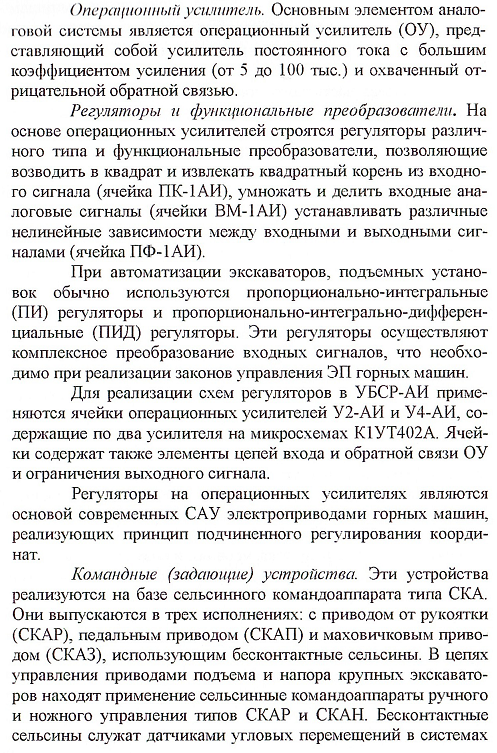 Операционный усилитель. Основным элементом анало-
говой системы является операционный усилитель (ОУ), пред-
ставляющий собой усилитель постоянного тока с большим
коэффициентом усиления (от 5 до 100 тыс.) и охваченный от-
рицательной обратной связью.
Регуляторы и функциональные преобразователи. На
основе операционных усилителей строятся регуляторы различ-
ного типа и функциональные преобразователи, позволяющие
возводить в квадрат и извлекать квадратный корень из входно-
го сигнала (ячейка ПК-1АИ), умножать и делить входные ана-
логовые сигналы (ячейки ВМ-1АИ) устанавливать различные
нелинейные зависимости между входными и выходными сиг-
налами (ячейка ПФ-1АИ).
При автоматизации экскаваторов, подъемных устано-
вок обычно используются пропорционально-интегральные
(ПИ) регуляторы и пропорционально-интегрально-дифферен-
циальные (ПИД) регуляторы. Эти регуляторы осуществляют
комплексное преобразование входных сигналов, что необхо-
димо при реализации законов управления ЭП горных машин.
Для реализации схем регуляторов в УБСР-АИ приме-
няются ячейки операционных усилителей У2-АИ и У4-АИ, со-
держащие по два усилителя на микросхемах К1УТ402А. Ячей-
ки содержат также элементы цепей входа и обратной связи ОУ
и ограничения выходного сигнала.
Регуляторы на операционных усилителях являются
основой современных САУ электроприводами горных машин,
реализующих принцип подчиненного регулирования коорди-
нат.
Командные (задающие) устройства. Эти устройства
реализуются на базе сельсинного командоаппарата типа СКА.
Они выпускаются в трех исполнениях: с приводом от рукоятки
(СКАР), педальным приводом (СКАП) и маховичковым приво-
дом (СКАЗ), использующим бесконтактные сельсины. В цепях
управления приводами подъема и напора крупных экскавато-
ров находят применение сельсинные командоаппараты ручного
и ножного управления типов СКАР и СКАН. Бесконтактные
сельсины служат датчиками угловых перемещений в системах